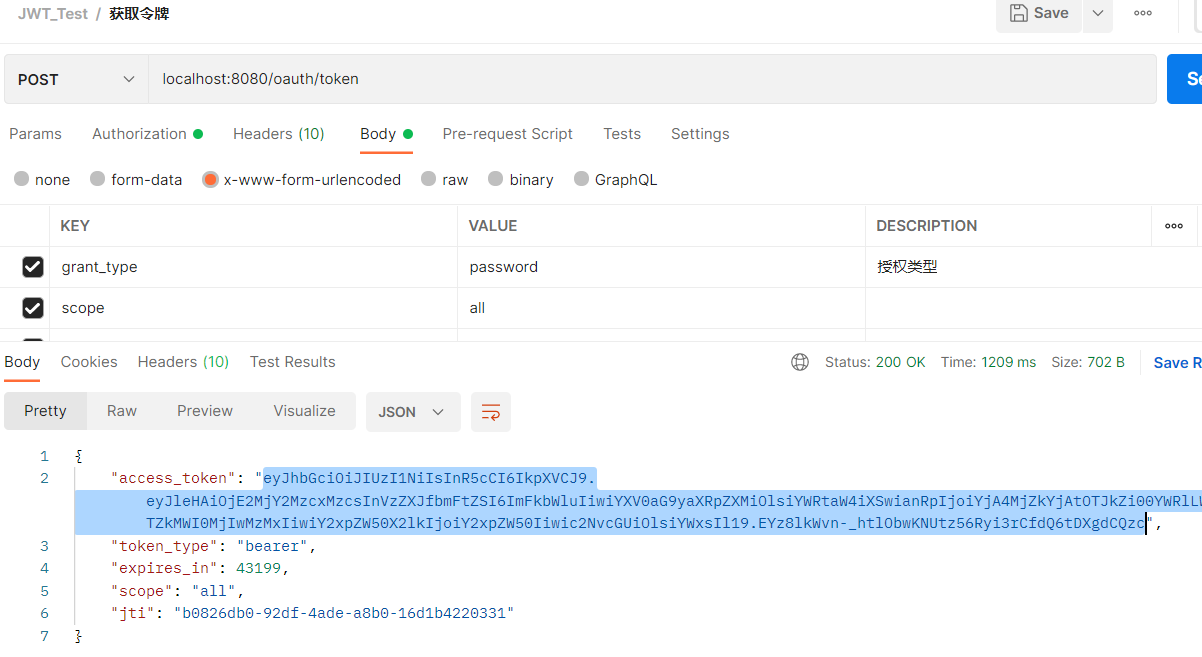 JWT_Test / 获取令牌
Save
POST
localhost:8080/oauth/token
Params Authorization Headers (10) Body Pre-request Script Tests Settings
none form-data x-www-form-urlencoded raw binary GraphQL
KEY VALUE DESCRIPTION
grant_type password 授权类型
scope all
Body Cookies Headers (10) Test Results Status: 200 OK Time: 1209 ms Size: 702 B Save R
Pretty Raw Preview Visualize JSON
1 {
2 "access_token": "eyJhbGciOiJIUzI1NiIsInR5cCI6IkpXVCJ9.
eyJleHAiOjE2MjY2MzcxMzcsInVzZXJfbmFtZSI6ImFkbWluIiwiYXV0aG9yaXRpZXMiOlsiYWRtaW4iXSwianRpIjoiYjA4MjZkYjAtOTJkZi00YWRlLW
TZkMWI0MjIwMzMxIiwiY2xpZW50X2lkIjoiY2xpZW50Iiwic2NvcGUiOlsiYWxsIl19.EYz8lkWvn-_htlObwKNUtz56Ryi3rCfdQ6tDXgdCQzc",
3 "token_type": "bearer",
4 "expires_in": 43199,
5 "scope": "all",
6 "jti": "b0826db0-92df-4ade-a8b0-16d1b4220331"
7 }